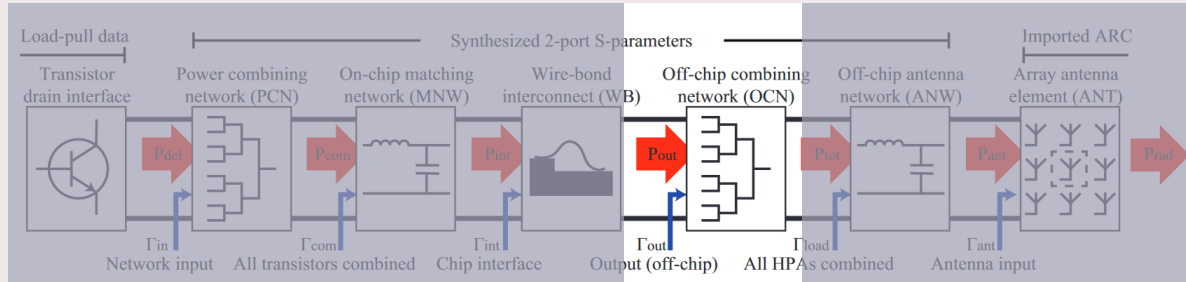 Load-pull data
Synthesized 2-port S-parameters
Imported ARC
Transistor
drain interface
Power combining
network (PCN)
On-chip matching
network (MNW)
Wire-bond
interconnect (WB)
Off-chip combining
network (OCN)
Off-chip antenna
network (ANW)
Array antenna
element (ANT)
Pdel
Pcom
Pint
Pout
Ptot
Pant
Prad
Γin
Network input
Γcom
All transistors combined
Γint
Chip interface
Γout
Output (off-chip)
Γload
All HPAs combined
Γant
Antenna input